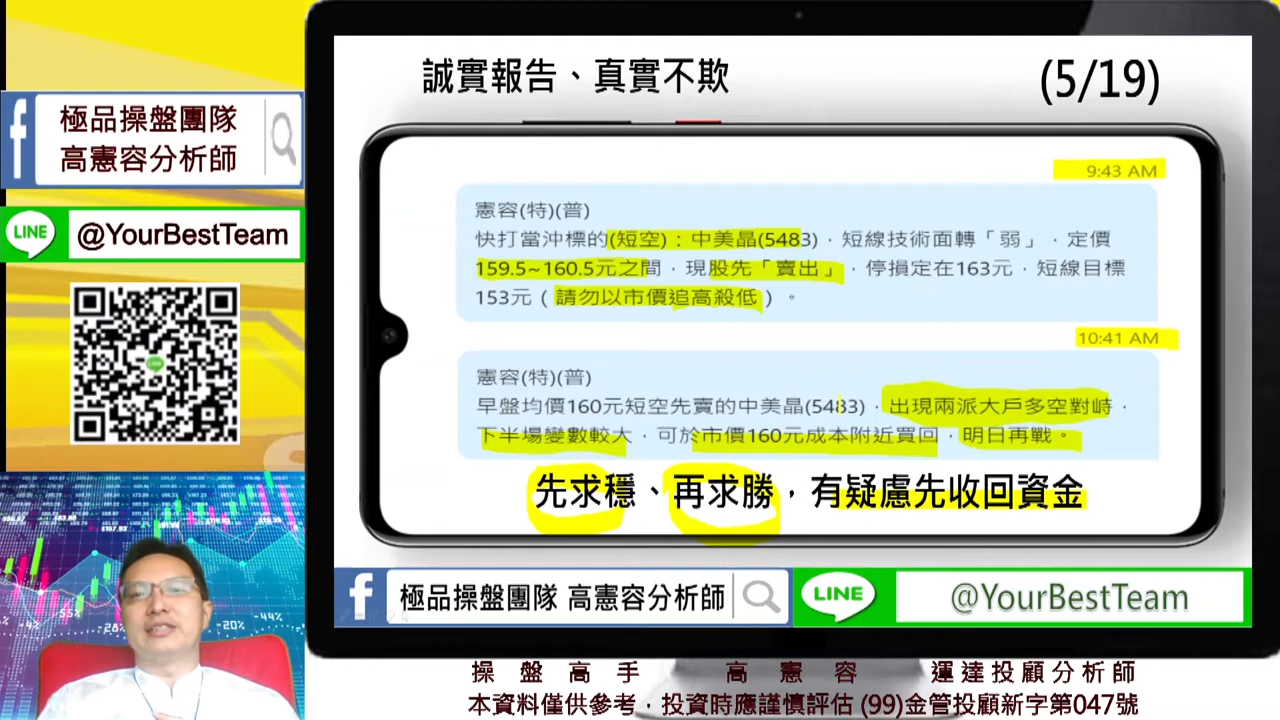 極品操盤團隊
高憲容分析師
LINE
@YourBestTeam
誠實報告、真實不欺
(5/19)
9:43 AM
憲容(特)(普)
快打當沖標的(短空)：中美晶(5483)，短線技術面轉「弱」，定價
159.5~160.5元之間，現股先「賣出」，停損定在163元，短線目標
153元（請勿以市價追高殺低）。
10:41 AM
憲容(特)(普)
早盤均價160元短空先賣的中美晶(5483)，出現兩派大戶多空對峙，
下半場變數較大，可於市價160元成本附近買回，明日再戰。
先求穩、再求勝，有疑慮先收回資金
極品操盤團隊 高憲容分析師
LINE
@YourBestTeam
操盤高手 高憲容 運達投顧分析師
本資料僅供參考，投資時應謹慎評估 (99)金管投顧新字第047號